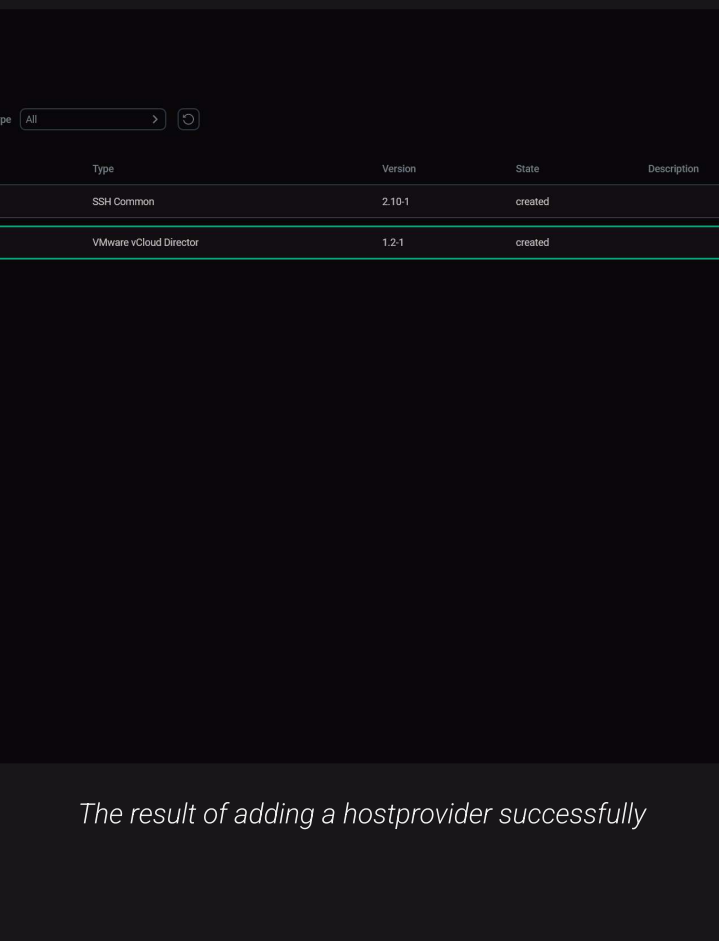 pe All
Type Version State Description
SSH Common 2.10-1 created
VMware vCloud Director 1.2-1 created
The result of adding a hostprovider successfully